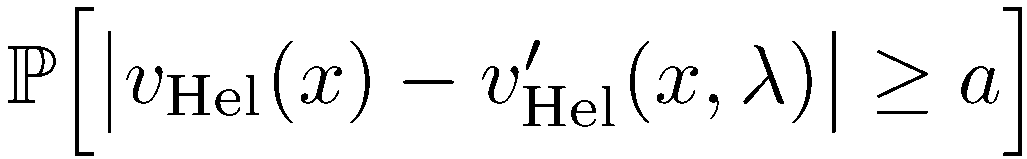 ℙ[|v_Hel(x) − v′_Hel(x, λ)| ≥ a]